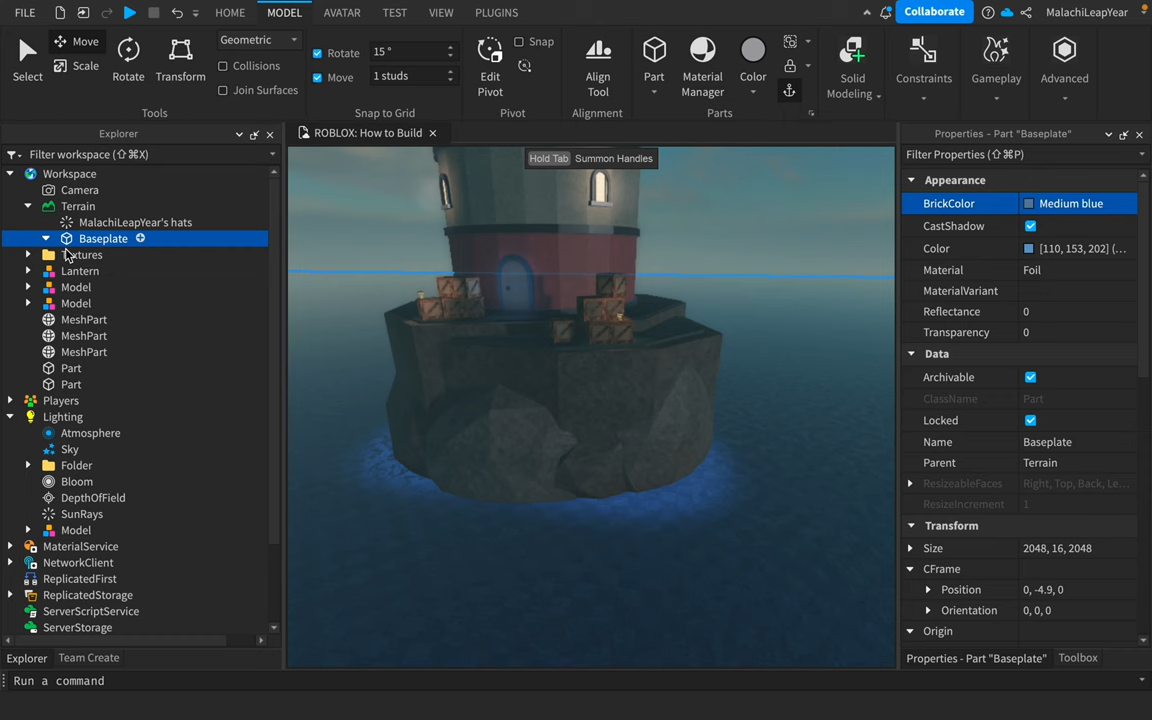 FILE HOME MODEL AVATAR TEST VIEW PLUGINS Collaborate MalachiLeapYear
Select Move Scale Rotate Transform Geometric Collisions Join Surfaces
Tools
Rotate 15 °
Move 1 studs
Snap to Grid
Edit Pivot Snap
Pivot
Align Tool
Alignment
Part Material Manager Color
Parts
Solid Modeling Constraints Gameplay Advanced
Explorer
Filter workspace (⇧⌘X)
Workspace
Camera
Terrain
MalachiLeapYear's hats
Baseplate
Lantern
Model
Model
MeshPart
MeshPart
MeshPart
Part
Part
Players
Lighting
Atmosphere
Sky
Folder
Bloom
DepthOfField
SunRays
Model
MaterialService
NetworkClient
ReplicatedFirst
ReplicatedStorage
ServerScriptService
ServerStorage
Explorer Team Create
Run a command
ROBLOX: How to Build
Hold Tab Summon Handles
Properties - Part "Baseplate"
Filter Properties (⇧⌘P)
Appearance
BrickColor Medium blue
CastShadow
Color [110, 153, 202] (...
Material Foil
MaterialVariant
Reflectance 0
Transparency 0
Data
Archivable
ClassName Part
Locked
Name Baseplate
Parent Terrain
ResizeableFaces Right, Top, Back, Le...
ResizeIncrement 1
Transform
Size 2048, 16, 2048
CFrame
Position 0, -4.9, 0
Orientation 0, 0, 0
Origin
Properties - Part "Baseplate" Toolbox